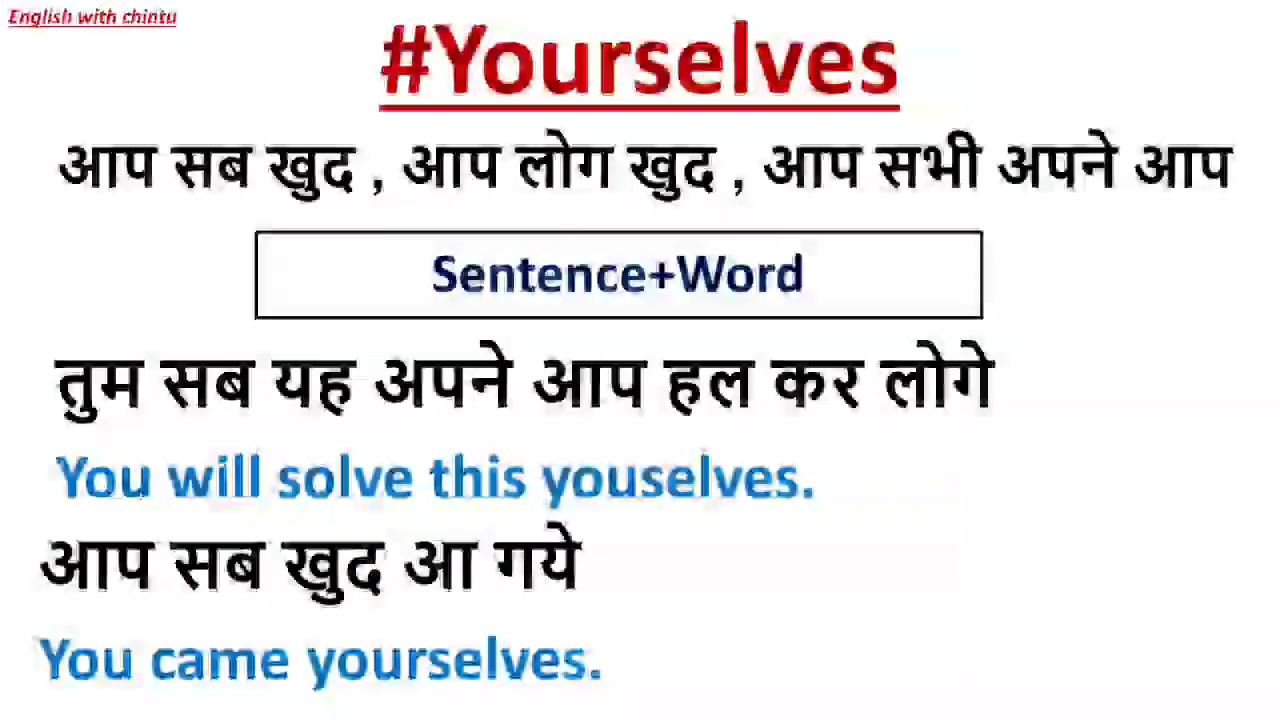 English with chintu
#Yourselves
आप सब खुद , आप लोग खुद , आप सभी अपने आप
Sentence+Word
तुम सब यह अपने आप हल कर लोगे
You will solve this youselves.
आप सब खुद आ गये
You came yourselves.